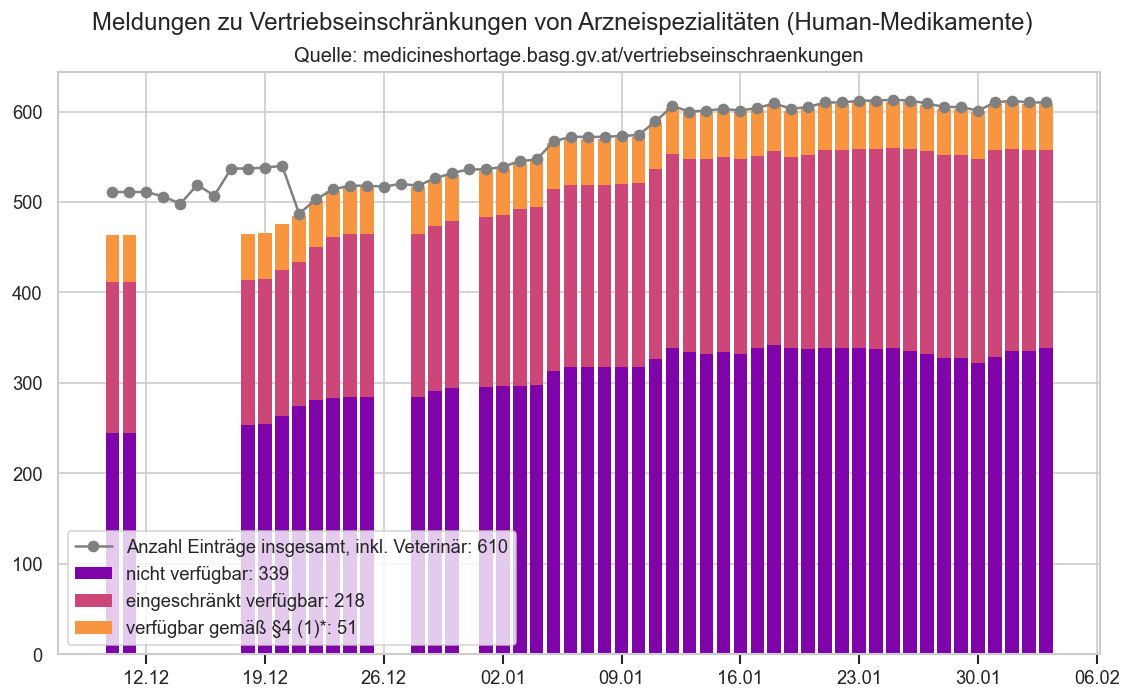 Meldungen zu Vertriebseinschränkungen von Arzneispezialitäten (Human-Medikamente)
Quelle: medicineshortage.basg.gv.at/vertriebseinschraenkungen
600
500
400
300
200
100
0
Anzahl Einträge insgesamt, inkl. Veterinär: 610
nicht verfügbar: 339
eingeschränkt verfügbar: 218
verfügbar gemäß §4 (1)*: 51
12.12 19.12 26.12 02.01 09.01 16.01 23.01 30.01 06.02